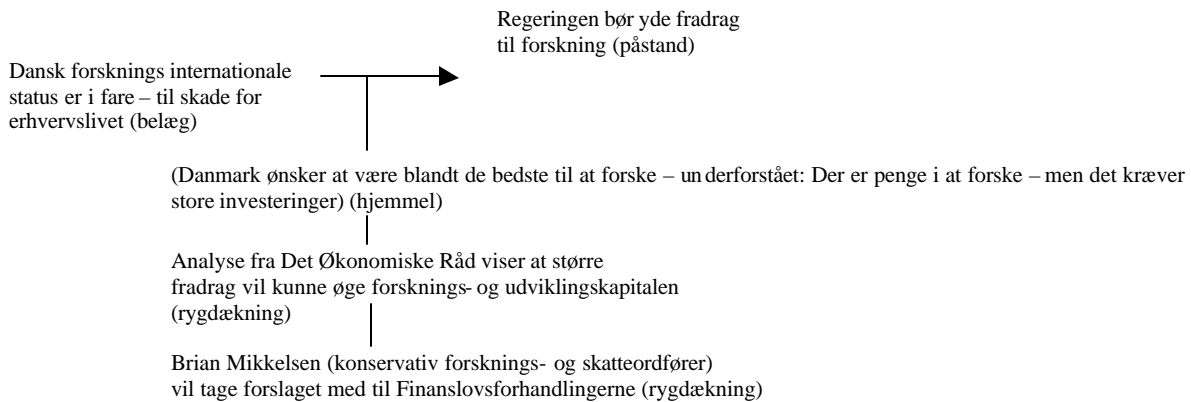 Regeringen bør yde fradrag
til forskning (påstand)
Dansk forsknings internationale
status er i fare – til skade for
erhvervslivet (belæg)
(Danmark ønsker at være blandt de bedste til at forske – underforstået: Der er penge i at forske – men det kræver
store investeringer) (hjemmel)
Analyse fra Det Økonomiske Råd viser at større
fradrag vil kunne øge forsknings- og udviklingskapitalen
(rygdækning)
Brian Mikkelsen (konservativ forsknings- og skatteordfører)
vil tage forslaget med til Finanslovsforhandlingerne (rygdækning)